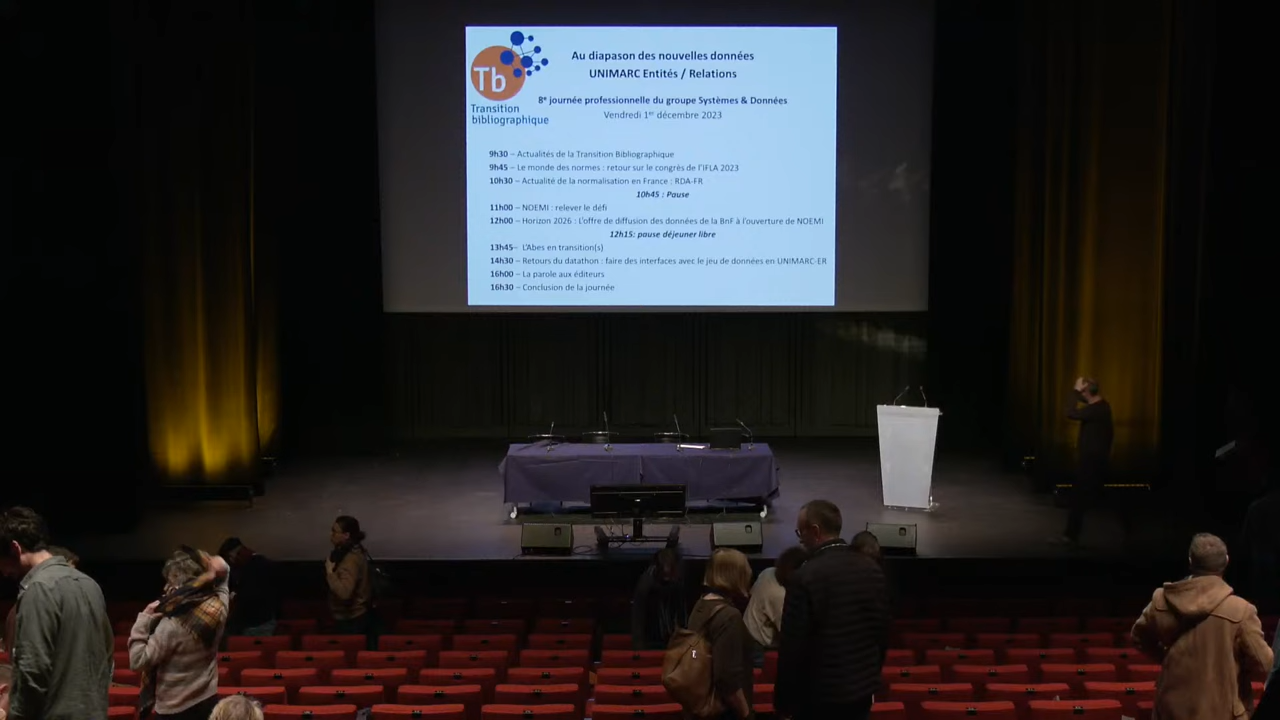 Au diapason des nouvelles données
UNIMARC Entités / Relations
Tb
Transition
bibliographique
8e journée professionnelle du groupe Systèmes & Données
Vendredi 1er décembre 2023
9h30 – Actualités de la Transition Bibliographique
9h45 – Le monde des normes : retour sur le congrès de l'IFLA 2023
10h30 – Actualité de la normalisation en France : RDA-FR
10h45 : Pause
11h00 – NOEMI : relever le défi
12h00 – Horizon 2026 : L'offre de diffusion des données de la BnF à l'ouverture de NOEMI
12h15: pause déjeuner libre
13h45– L'Abes en transition(s)
14h30 – Retours du datathon : faire des interfaces avec le jeu de données en UNIMARC-ER
16h00 – La parole aux éditeurs
16h30 – Conclusion de la journée